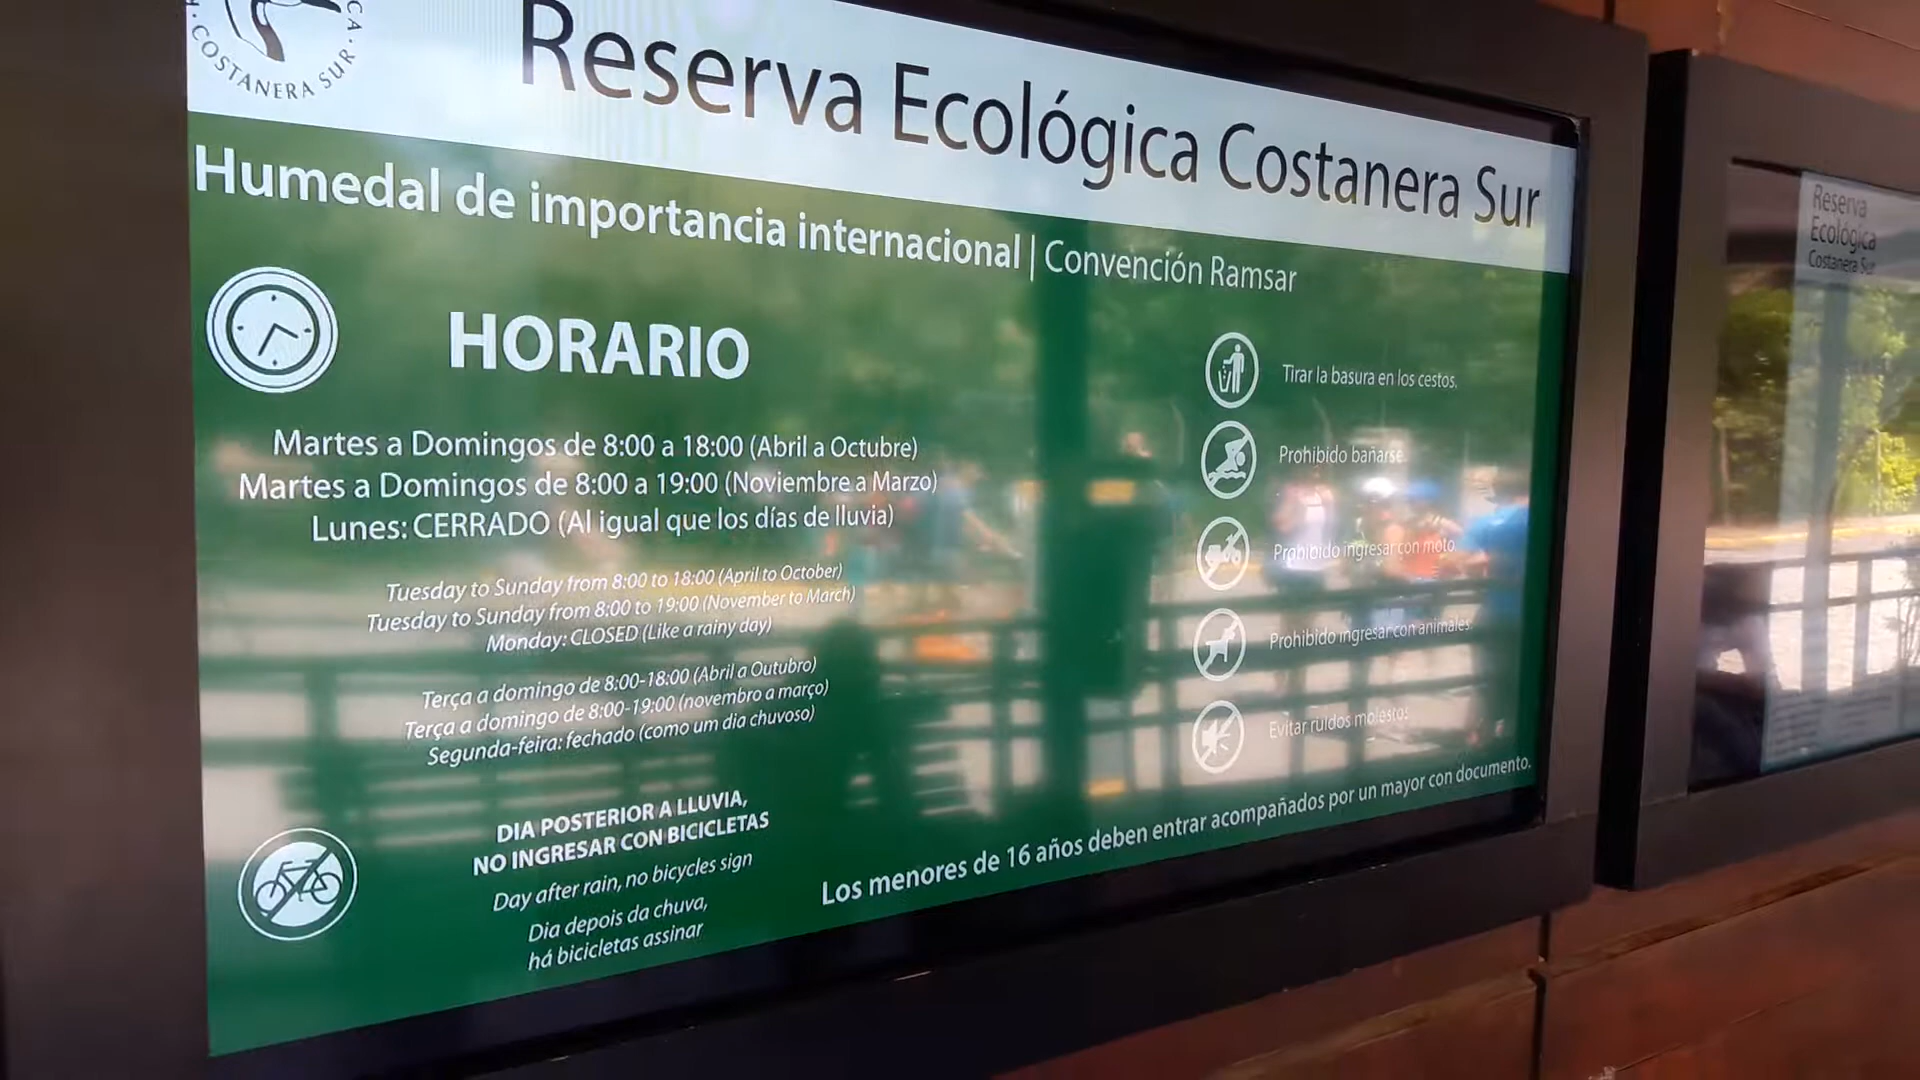 COSTANERA SUR
Reserva Ecológica Costanera Sur
Humedal de importancia internacional | Convención Ramsar
HORARIO
Martes a Domingos de 8:00 a 18:00 (Abril a Octubre)
Martes a Domingos de 8:00 a 19:00 (Noviembre a Marzo)
Lunes: CERRADO (Al igual que los días de lluvia)
Tuesday to Sunday from 8:00 to 18:00 (April to October)
Tuesday to Sunday from 8:00 to 19:00 (November to March)
Monday: CLOSED (Like a rainy day)
Terça a domingo de 8:00-18:00 (Abril a Outubro)
Terça a domingo de 8:00-19:00 (novembro a março)
Segunda-feira: fechado (como um dia chuvoso)
DIA POSTERIOR A LLUVIA,
NO INGRESAR CON BICICLETAS
Day after rain, no bicycles sign
Dia depois da chuva,
há bicicletas assinar
Tirar la basura en los cestos.
Prohibido bañarse.
Prohibido ingresar con moto.
Prohibido ingresar con animales.
Evitar ruidos molestos.
Los menores de 16 años deben entrar acompañados por un mayor con documento.
Reserva
Ecológica
Costanera Sur